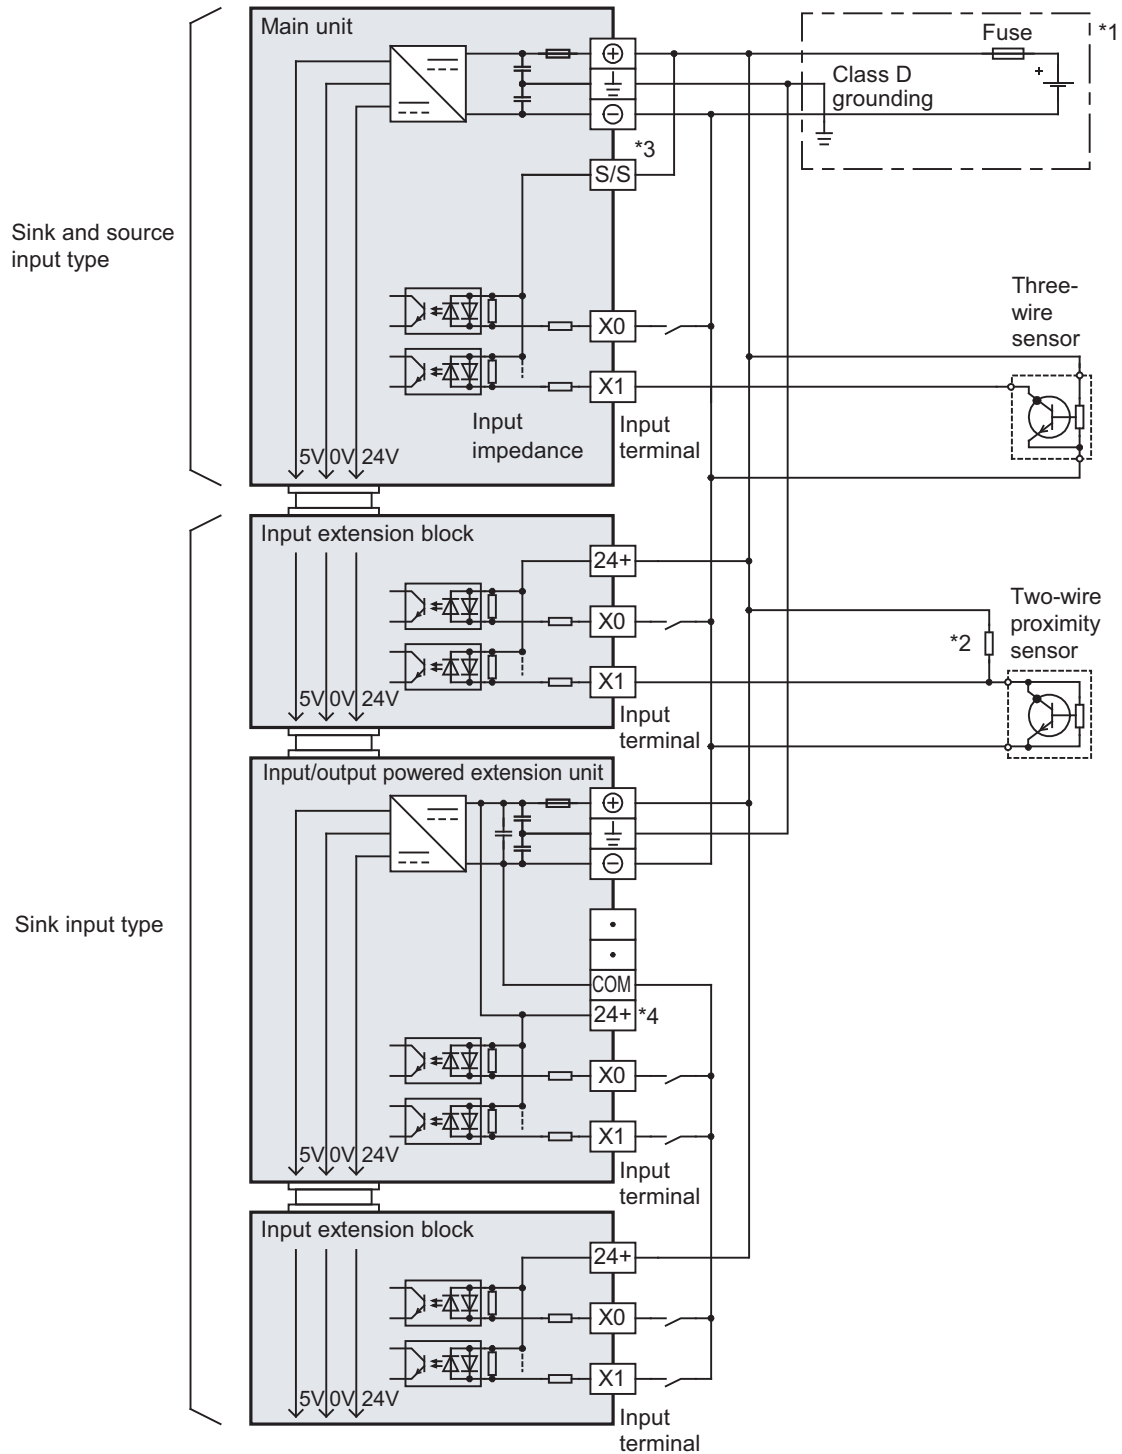 Main unit
Fuse
*1
+
Class D
grounding
*3
S/S
Sink and source
input type
Three-
wire
sensor
X0
X1
Input
impedance
Input
terminal
5V 0V 24V
Input extension block
24+
X0
Two-wire
proximity
sensor
*2
X1
5V 0V 24V
Input
terminal
Input/output powered extension unit
Sink input type
COM
24+ *4
X0
X1
5V 0V 24V
Input
terminal
Input extension block
24+
X0
X1
5V 0V 24V
Input
terminal